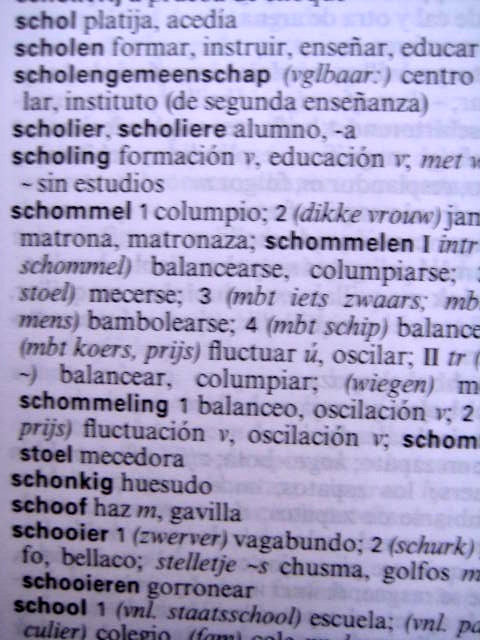 schol platija, acedia
scholen formar, instruir, enseñar, educar
scholengemeenschap (vglbaar:) centro
lar, instituto (de segunda enseñanza)
scholier, scholiere alumno, -a
scholing formación v, educación v; met
~ sin estudios
schommel 1 columpio; 2 (dikke vrouw) jam
matrona, matronaza; schommelen I intr
schommel) balancearse, columpiarse;
stoel) mecerse; 3 (mbt iets zwaars, mb
mens) bambolearse; 4 (mbt schip) balance
(mbt koers, prijs) fluctuar ú, oscilar; II tr (
~) balancear, columpiar; (wiegen) m
schommeling 1 balanceo, oscilación v; 2
prijs) fluctuación v, oscilación v; schom
stoel mecedora
schonkig huesudo
schoof haz m, gavilla
schooier 1 (zwerver) vagabundo; 2 (schurk)
fo, bellaco; stelletje ~s chusma, golfos m
schooieren gorronear
school 1 (vnl. staatsschool) escuela; (vnl. pa
culier) colegio, (fam) cole